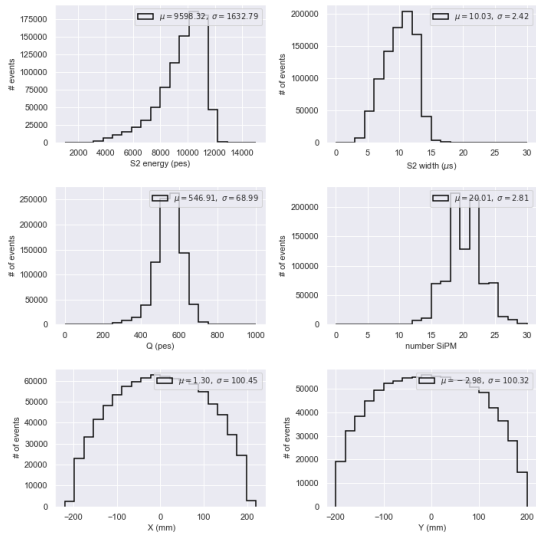 μ = 9598.32, σ = 1632.79
175000
150000
125000
100000
75000
50000
25000
0
2000 4000 6000 8000 10000 12000 14000
S2 energy (pes)
# events
μ = 10.03, σ = 2.42
200000
150000
100000
50000
0
0 5 10 15 20 25 30
S2 width (μs)
# of events
μ = 546.91, σ = 68.99
250000
200000
150000
100000
50000
0
0 200 400 600 800 1000
Q (pes)
# of events
μ = 20.01, σ = 2.81
200000
150000
100000
50000
0
0 5 10 15 20 25 30
number SiPM
# of events
μ = 1.30, σ = 100.45
60000
50000
40000
30000
20000
10000
0
−200 −100 0 100 200
X (mm)
# of events
μ = −2.98, σ = 100.32
50000
40000
30000
20000
10000
0
−200 −100 0 100 200
Y (mm)
# of events